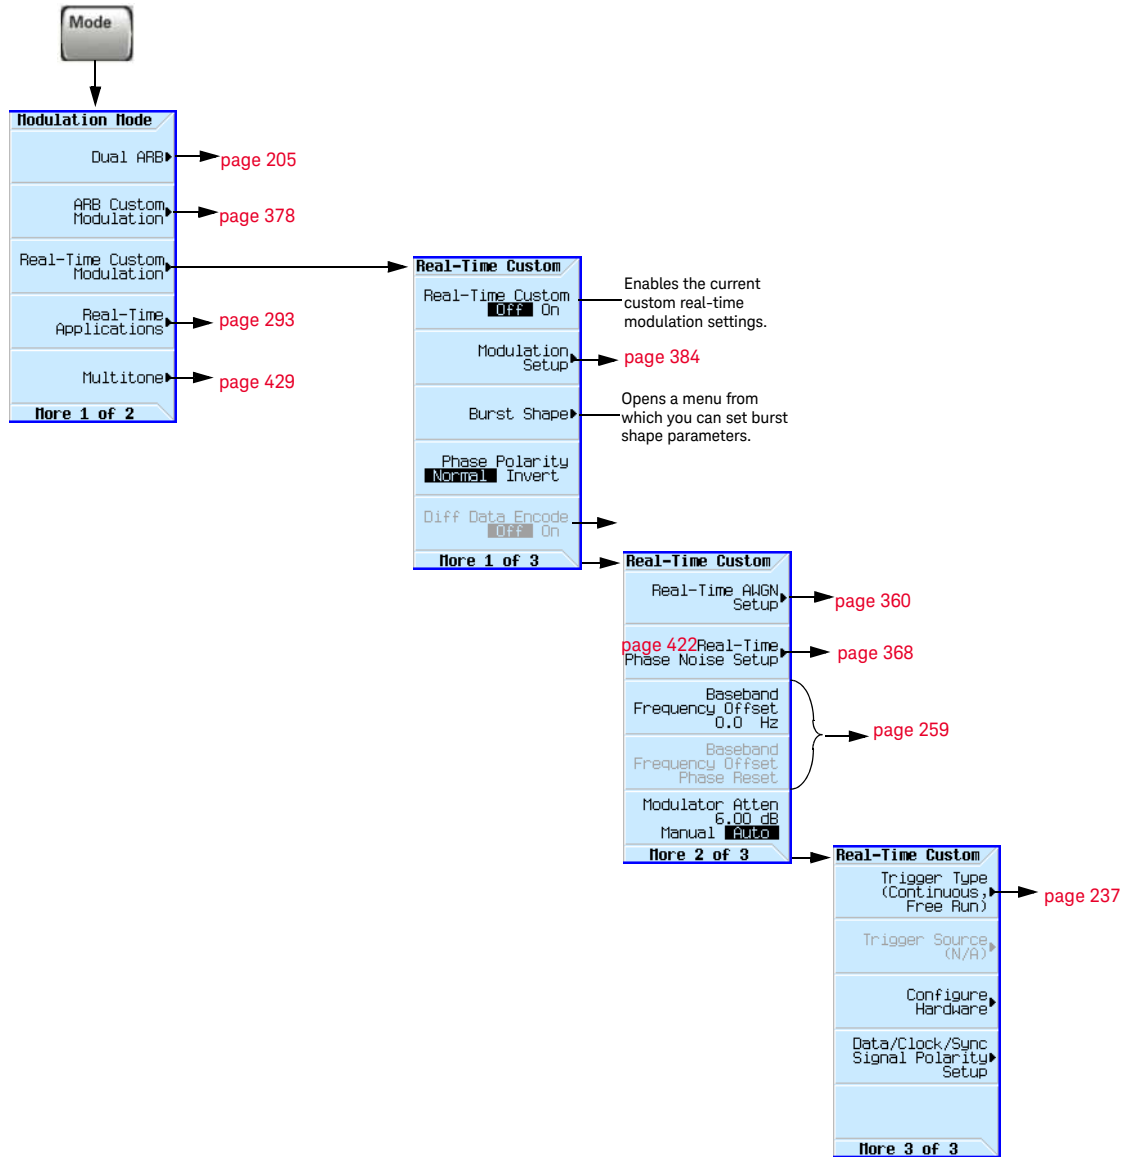 Mode
Modulation Mode
Dual ARB
page 205
ARB Custom
Modulation
page 378
Real-Time Custom
Modulation
Real-Time
Applications
page 293
Multitone
page 429
More 1 of 2
Real-Time Custom
Real-Time Custom
Off On
Enables the current
custom real-time
modulation settings.
Modulation
Setup
page 384
Burst Shape
Opens a menu from
which you can set burst
shape parameters.
Phase Polarity
Normal Invert
Diff Data Encode
Off On
More 1 of 3
Real-Time Custom
Real-Time AWGN
Setup
page 360
page 422
Real-Time
Phase Noise Setup
page 368
Baseband
Frequency Offset
0.0 Hz
page 259
Baseband
Frequency Offset
Phase Reset
Modulator Atten
6.00 dB
Manual Auto
More 2 of 3
Real-Time Custom
Trigger Type
(Continuous,
Free Run)
page 237
Trigger Source
(N/A)
Configure
Hardware
Data/Clock/Sync
Signal Polarity
Setup
More 3 of 3